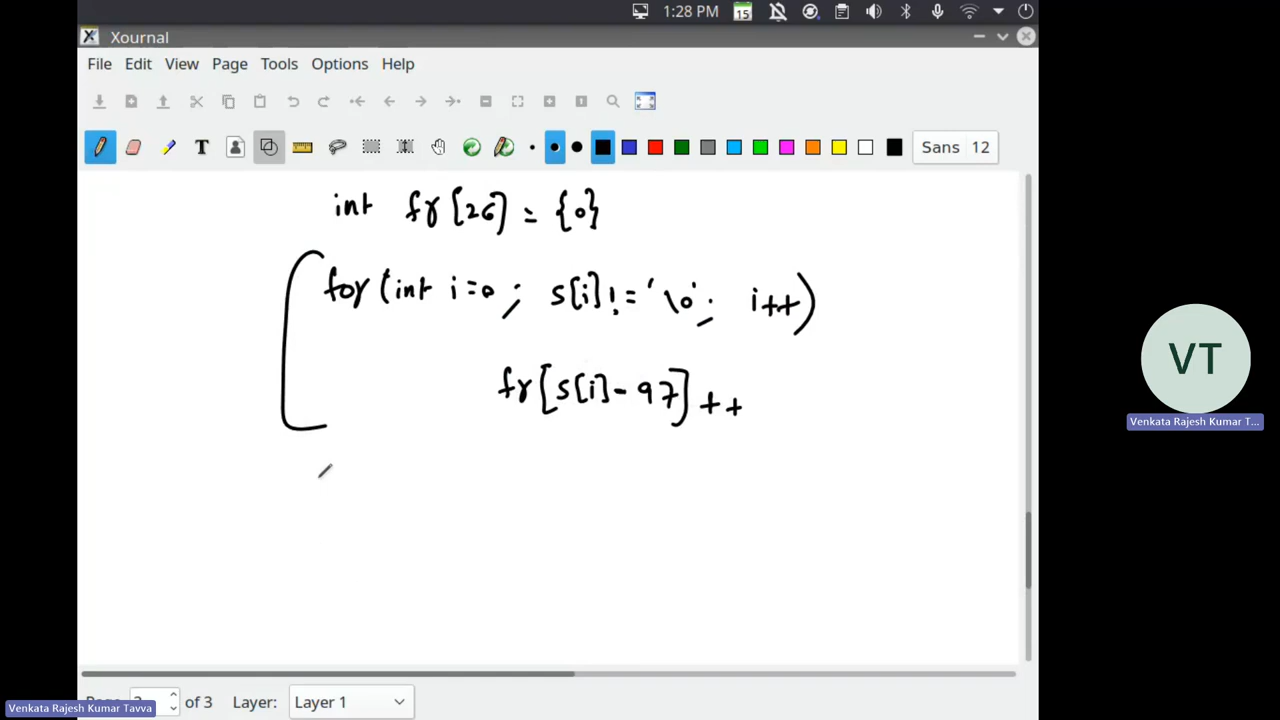 1:28 PM
15
Xournal
File Edit View Page Tools Options Help
T
Sans 12
int fr[26] = {0}
for(int i=0; s[i]!='\0'; i++)
fr[s[i]-97]++
VT
Venkata Rajesh Kumar T...
of 3 Layer: Layer 1
Venkata Rajesh Kumar Tavva